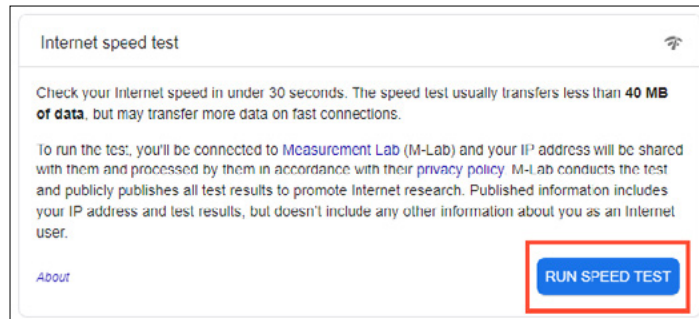 Internet speed test
Check your Internet speed in under 30 seconds. The speed test usually transfers less than 40 MB
of data, but may transfer more data on fast connections.
To run the test, you'll be connected to Measurement Lab (M-Lab) and your IP address will be shared
with them and processed by them in accordance with their privacy policy. M-Lab conducts the test
and publicly publishes all test results to promote Internet research. Published information includes
your IP address and test results, but doesn't include any other information about you as an Internet
user.
About
RUN SPEED TEST